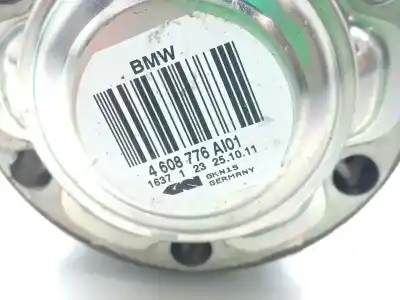 BMW
4 608 776 AI01
1637 1 23 25.10.11
GKN
GKN15
GERMANY